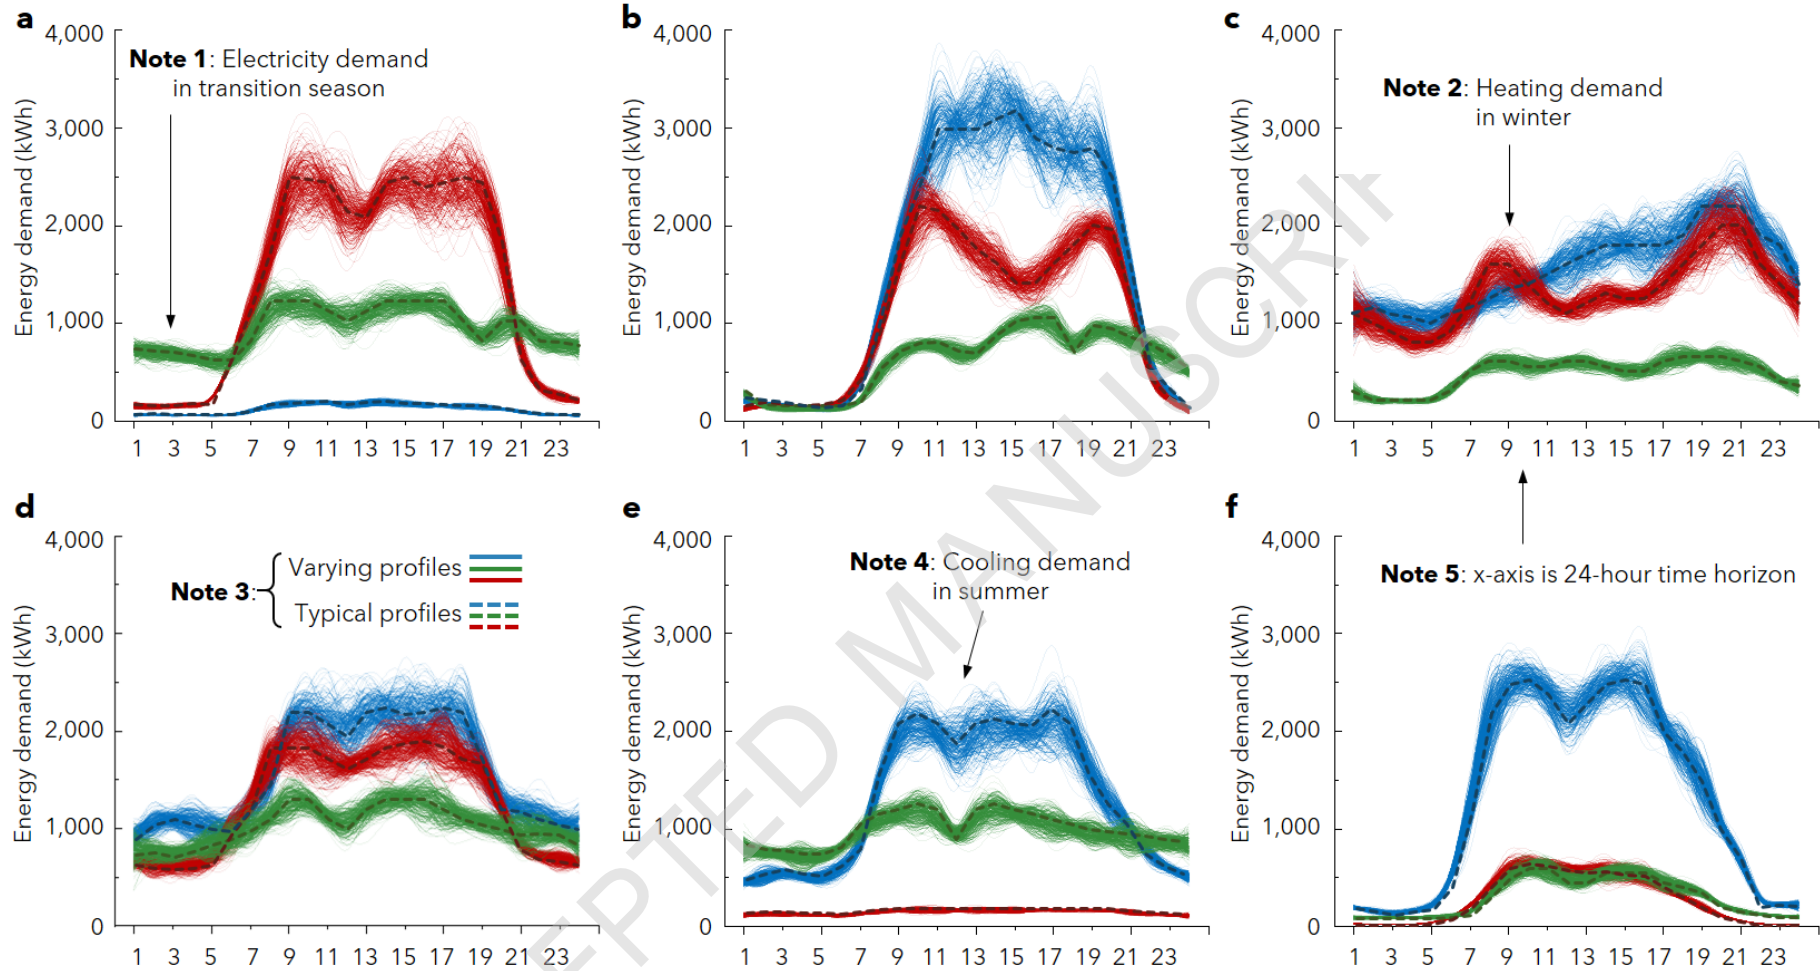 a
4,000
3,000
2,000
1,000
0
Energy demand (kWh)
Note 1: Electricity demand
in transition season
1 3 5 7 9 11 13 15 17 19 21 23
b
4,000
3,000
2,000
1,000
0
Energy demand (kWh)
1 3 5 7 9 11 13 15 17 19 21 23
c
4,000
3,000
2,000
1,000
0
Energy demand (kWh)
Note 2: Heating demand
in winter
1 3 5 7 9 11 13 15 17 19 21 23
d
4,000
3,000
2,000
1,000
0
Energy demand (kWh)
Note 3:
Varying profiles
Typical profiles
1 3 5 7 9 11 13 15 17 19 21 23
e
4,000
3,000
2,000
1,000
0
Energy demand (kWh)
Note 4: Cooling demand
in summer
1 3 5 7 9 11 13 15 17 19 21 23
f
4,000
3,000
2,000
1,000
0
Energy demand (kWh)
Note 5: x-axis is 24-hour time horizon
1 3 5 7 9 11 13 15 17 19 21 23
EPTED MANUSCRI